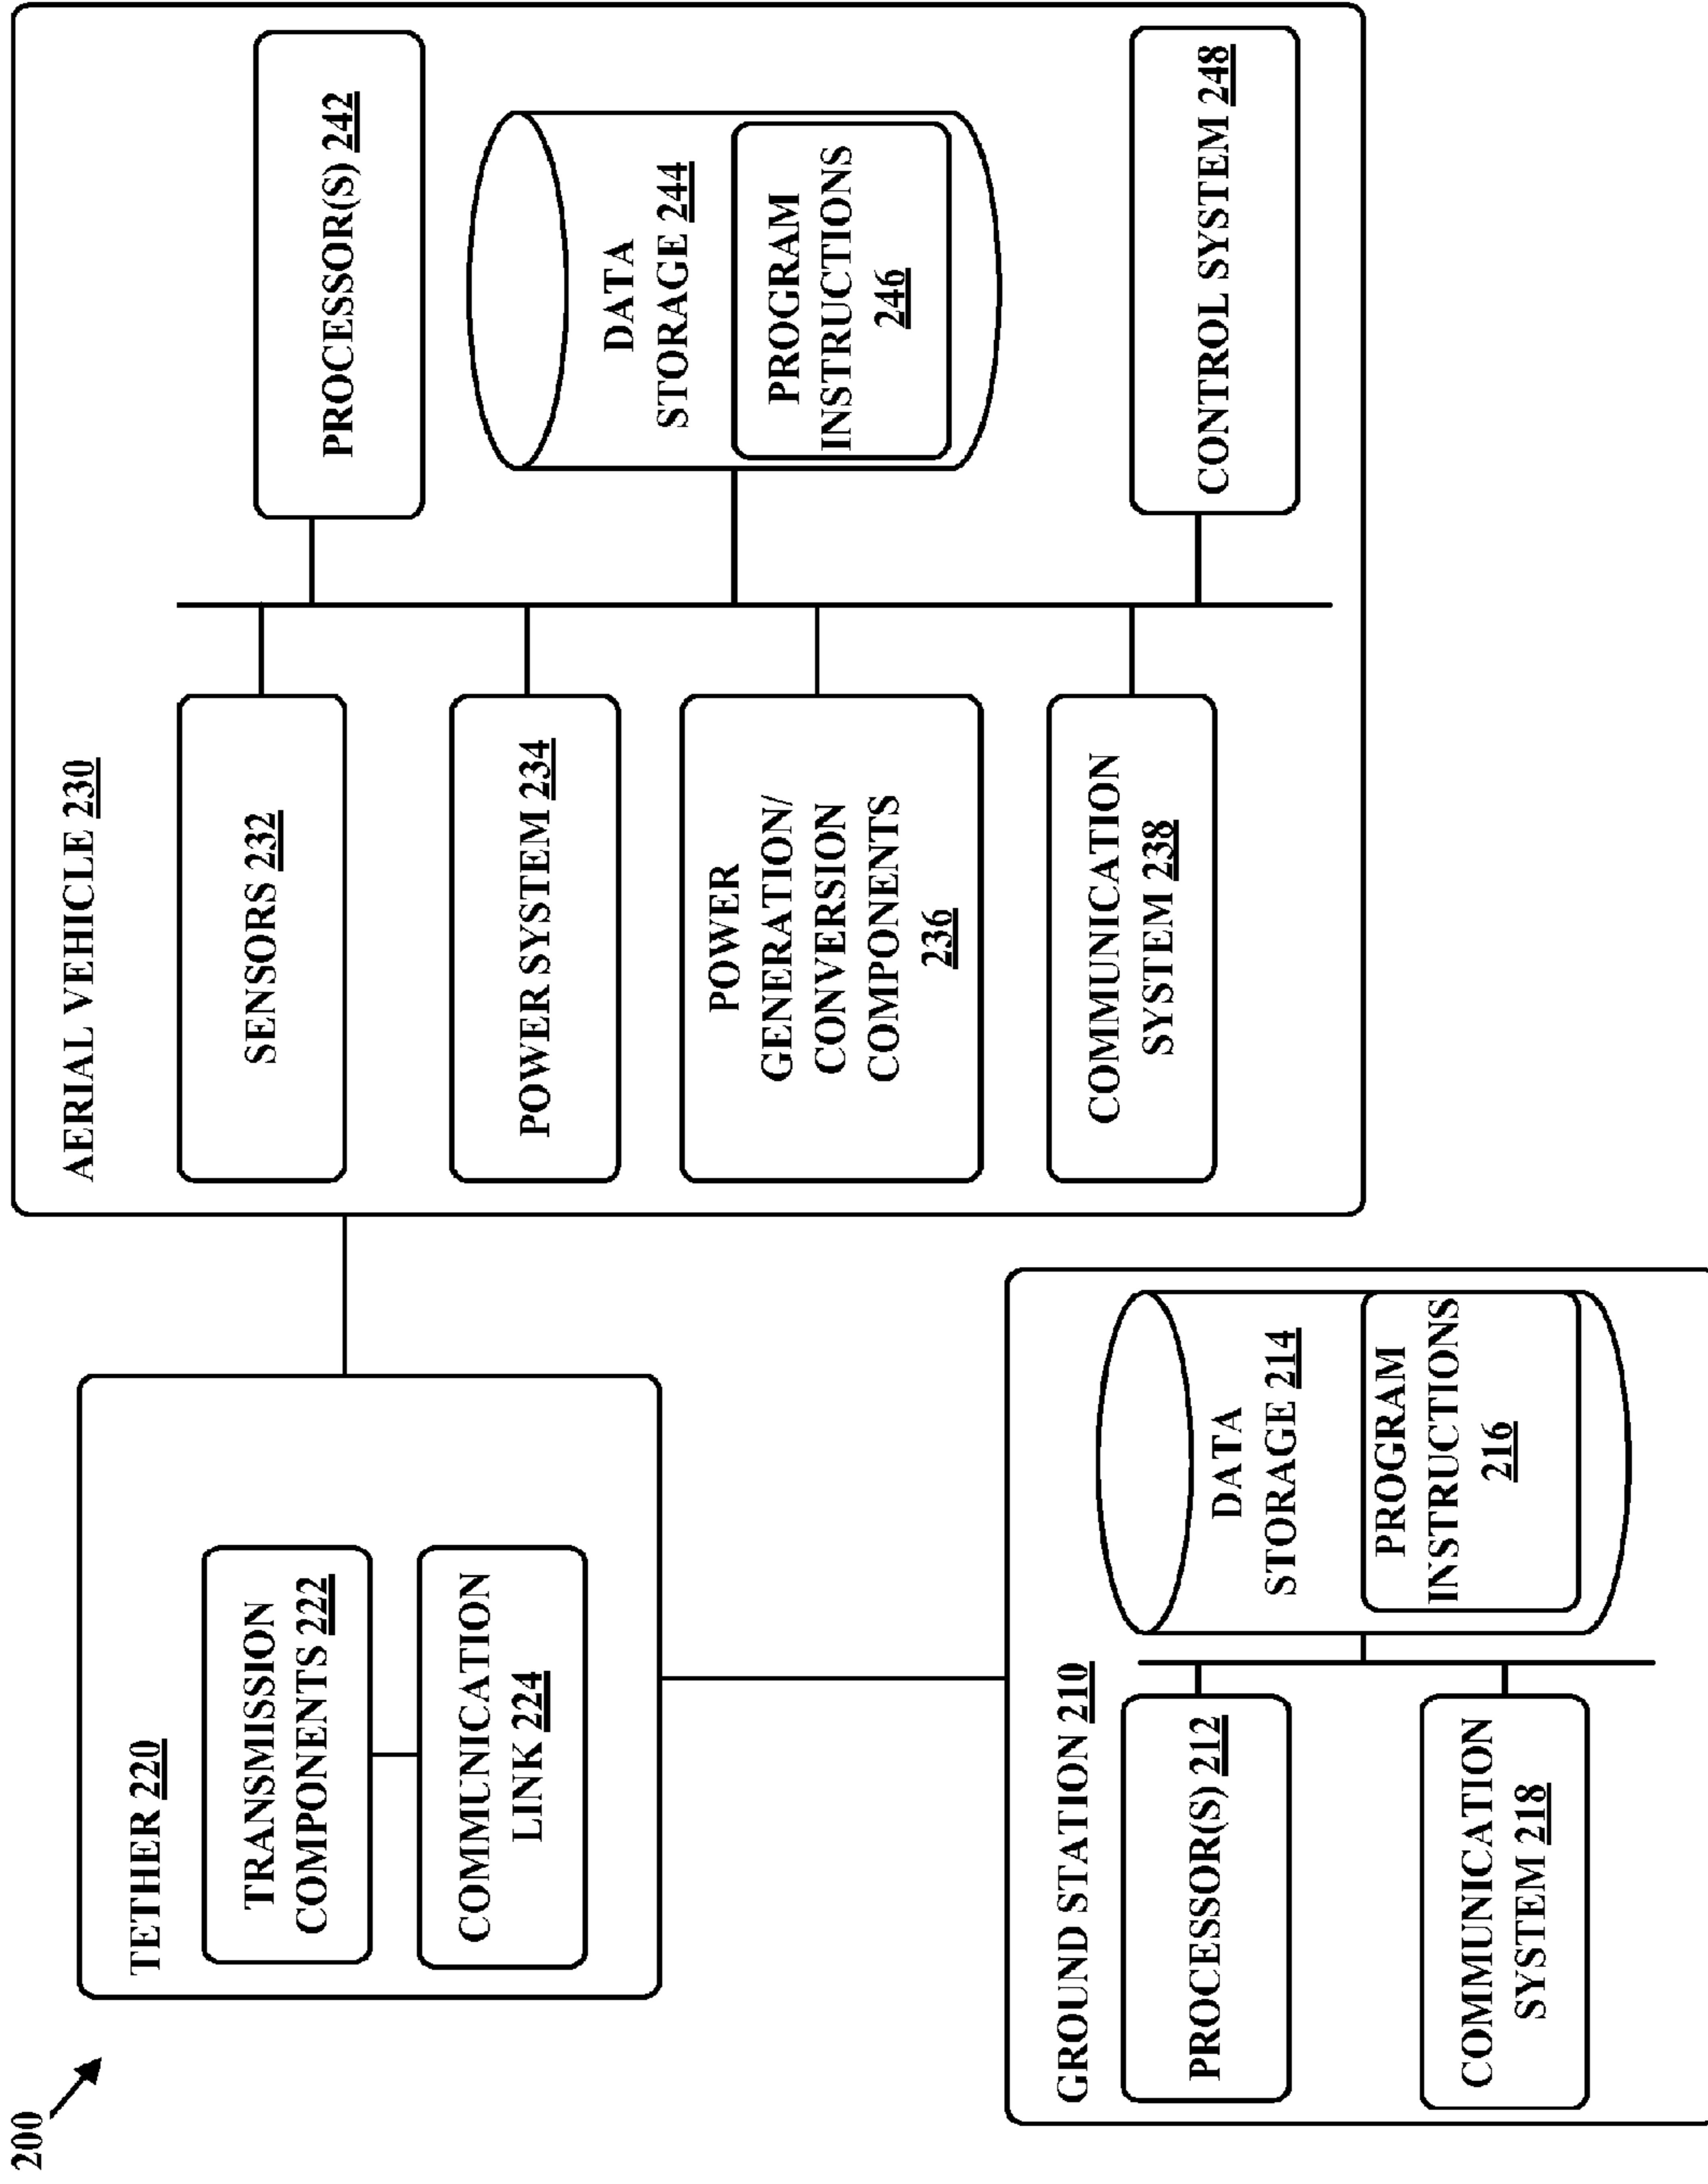 200
TETHER 220
TRANSMISSION
COMPONENTS 222
COMMUNICATION
LINK 224
GROUND STATION 210
PROCESSOR(S) 212
COMMUNICATION
SYSTEM 218
DATA
STORAGE 214
PROGRAM
INSTRUCTIONS
216
AERIAL VEHICLE 230
SENSORS 232
POWER SYSTEM 234
POWER
GENERATION/
CONVERSION
COMPONENTS
236
COMMUNICATION
SYSTEM 238
PROCESSOR(S) 242
DATA
STORAGE 244
PROGRAM
INSTRUCTIONS
246
CONTROL SYSTEM 248